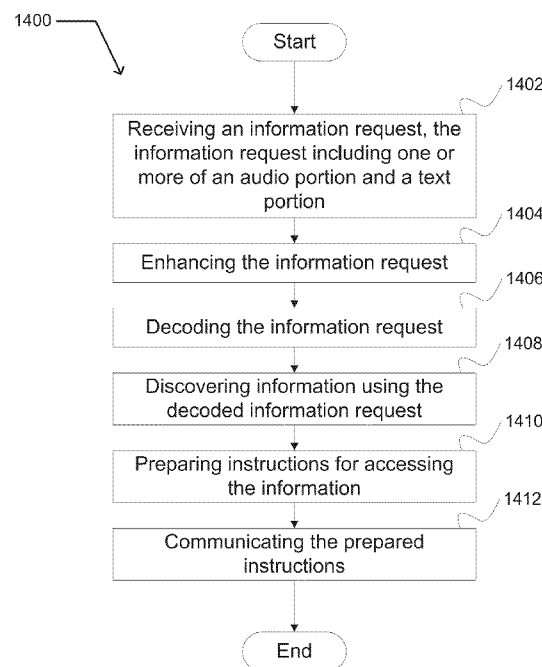 1400
Start
1402
Receiving an information request, the
information request including one or
more of an audio portion and a text
portion
1404
Enhancing the information request
1406
Decoding the information request
1408
Discovering information using the
decoded information request
1410
Preparing instructions for accessing
the information
1412
Communicating the prepared
instructions
End